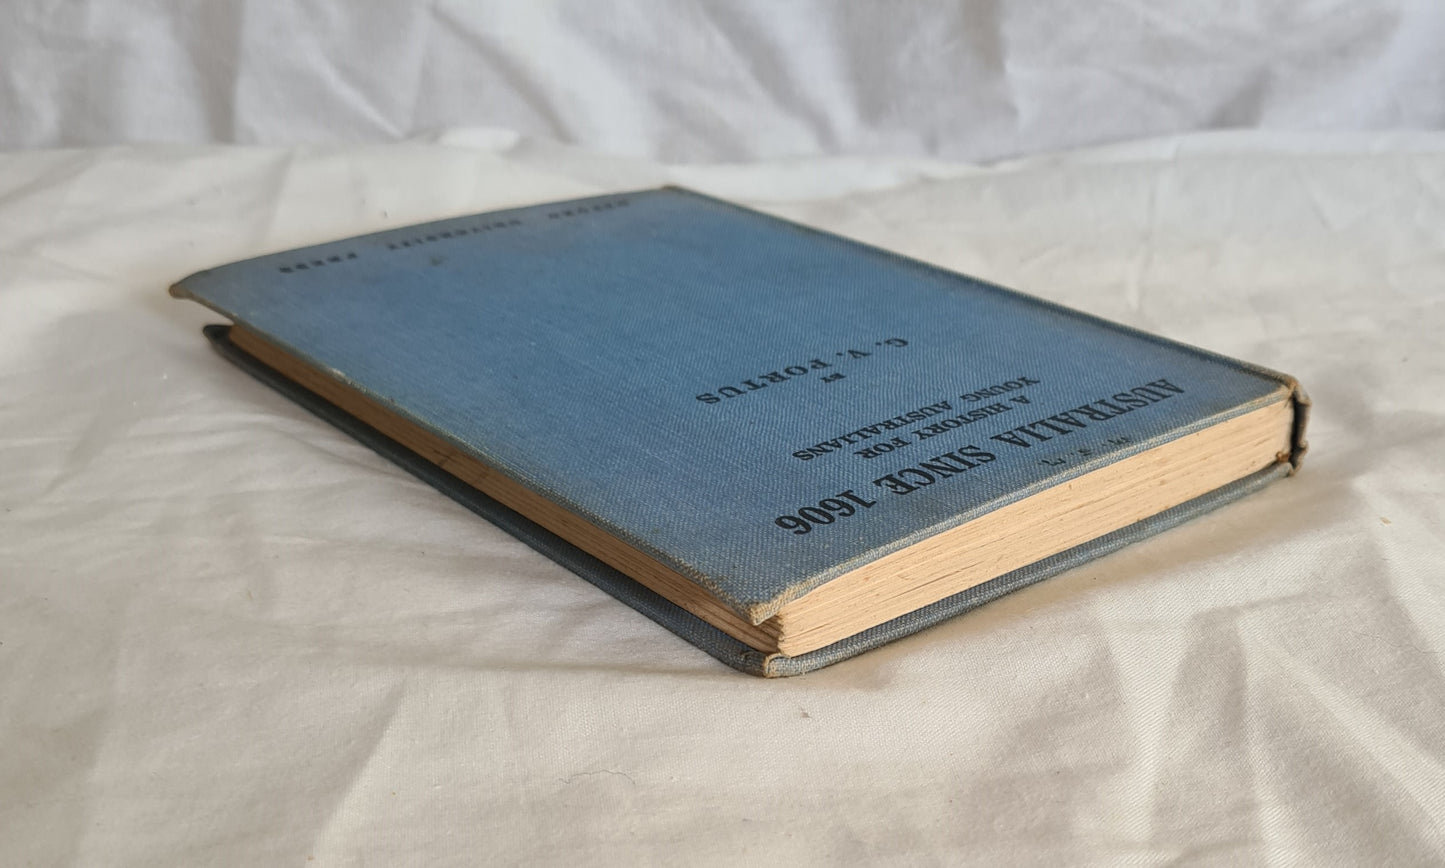 AUSTRALIA SINCE 1606
A HISTORY FOR
YOUNG AUSTRALIANS
BY
G. V. PORTUS
OXFORD UNIVERSITY PRESS